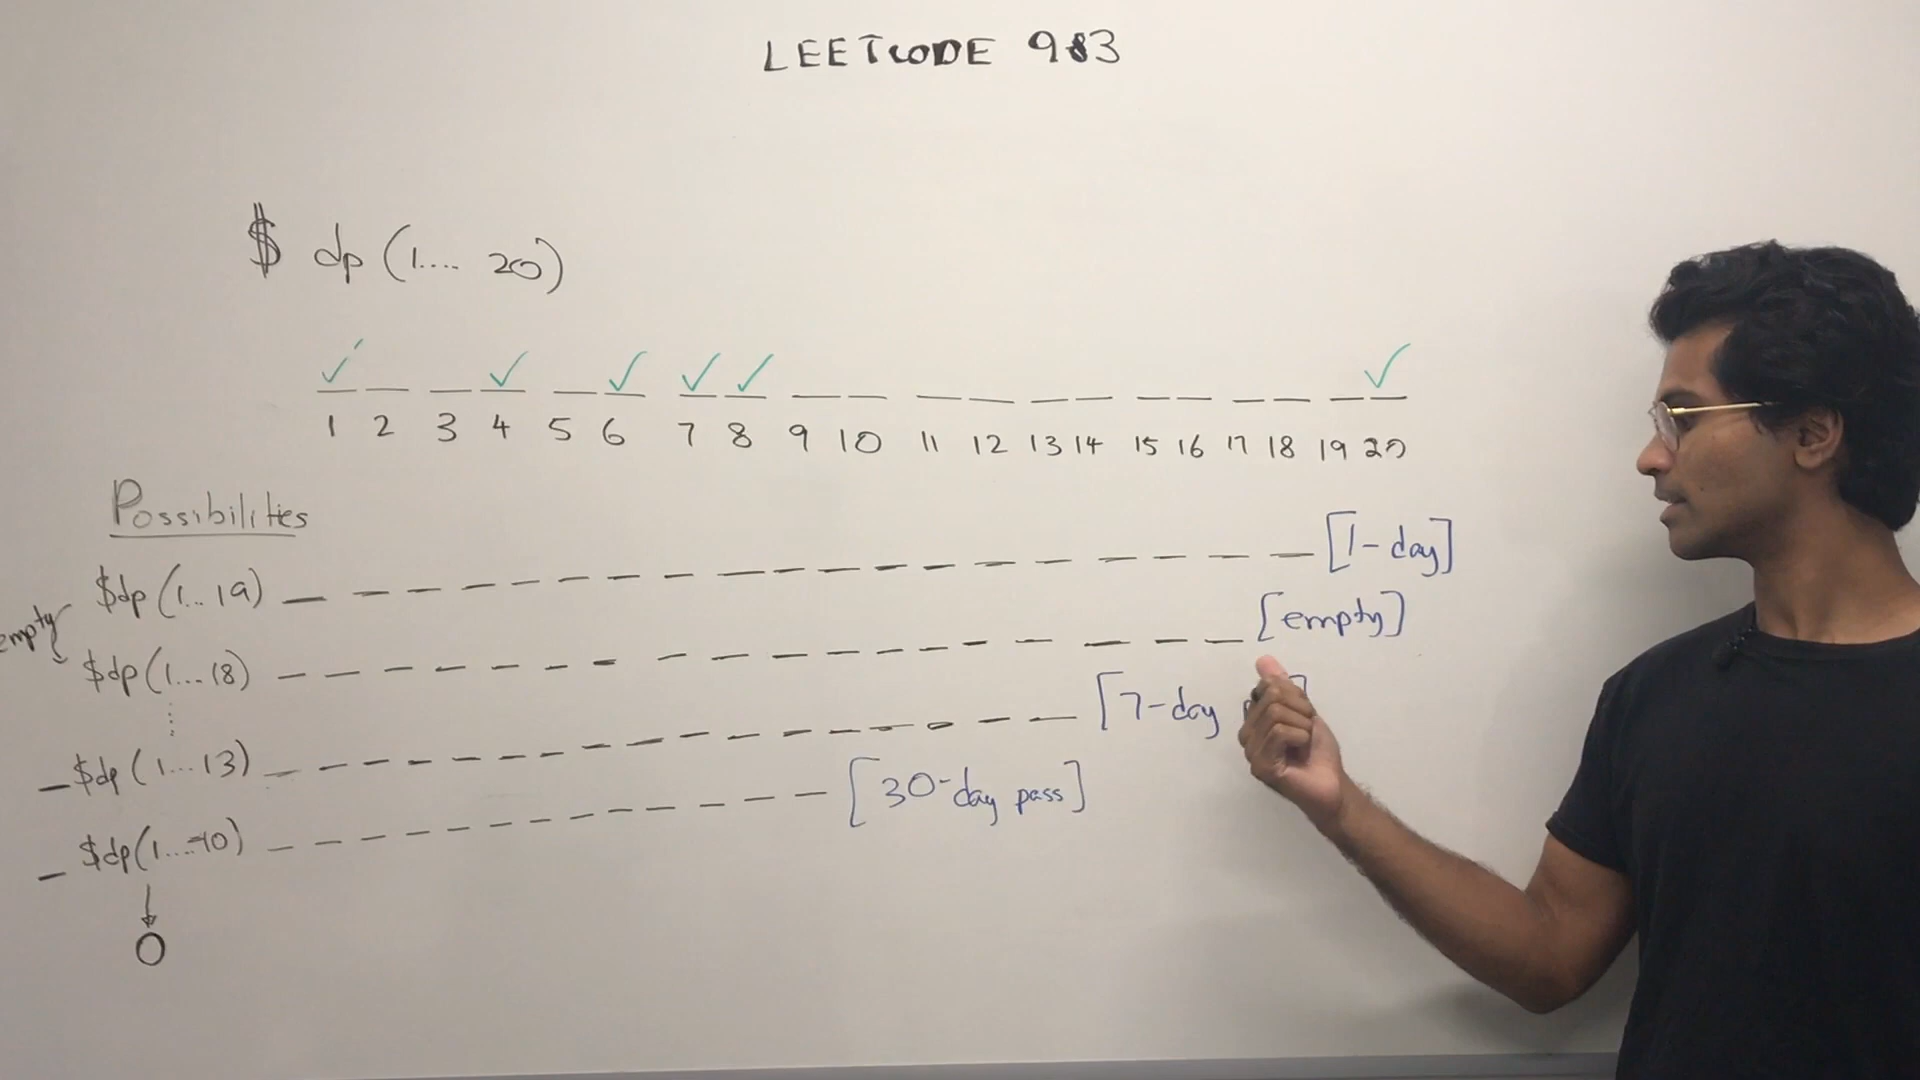 LEETCODE 983
$ dp (1.... 20)
1 2 3 4 5 6 7 8 9 10 11 12 13 14 15 16 17 18 19 20
Possibilities
$dp (1.. 19) [1-day]
empty
$dp (1...18) [empty]
$dp (1...13) [7-day
$dp(1...-10) [30-day pass]
0